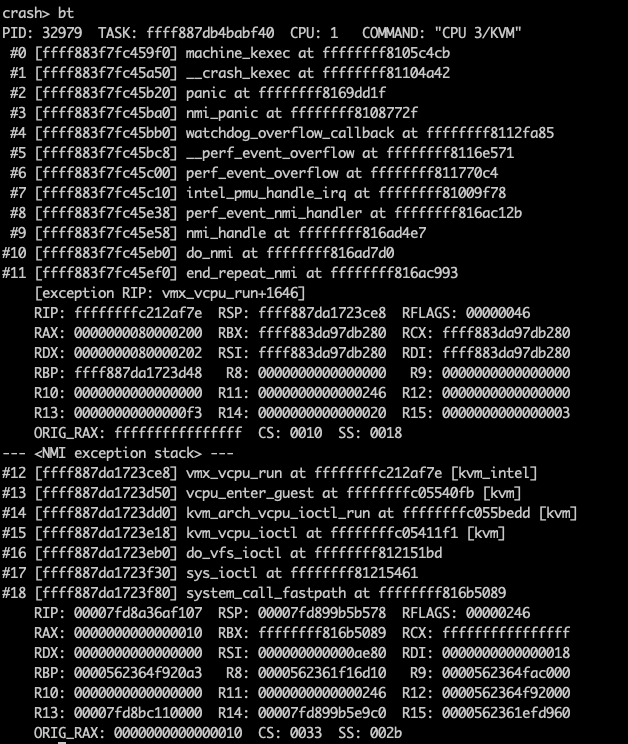 crash> bt
PID: 32979  TASK: ffff887db4babf40  CPU: 1   COMMAND: "CPU 3/KVM"
 #0 [ffff883f7fc459f0] machine_kexec at ffffffff8105c4cb
 #1 [ffff883f7fc45a50] __crash_kexec at ffffffff81104a42
 #2 [ffff883f7fc45b20] panic at ffffffff8169dd1f
 #3 [ffff883f7fc45ba0] nmi_panic at ffffffff8108772f
 #4 [ffff883f7fc45bb0] watchdog_overflow_callback at ffffffff8112fa85
 #5 [ffff883f7fc45bc8] __perf_event_overflow at ffffffff8116e571
 #6 [ffff883f7fc45c00] perf_event_overflow at ffffffff811770c4
 #7 [ffff883f7fc45c10] intel_pmu_handle_irq at ffffffff81009f78
 #8 [ffff883f7fc45e38] perf_event_nmi_handler at ffffffff816ac12b
 #9 [ffff883f7fc45e58] nmi_handle at ffffffff816ad4e7
#10 [ffff883f7fc45eb0] do_nmi at ffffffff816ad7d0
#11 [ffff883f7fc45ef0] end_repeat_nmi at ffffffff816ac993
    [exception RIP: vmx_vcpu_run+1646]
    RIP: ffffffffc212af7e  RSP: ffff887da1723ce8  RFLAGS: 00000046
    RAX: 0000000080000200  RBX: ffff883da97db280  RCX: ffff883da97db280
    RDX: 0000000080000202  RSI: ffff883da97db280  RDI: ffff883da97db280
    RBP: ffff887da1723d48   R8: 0000000000000000   R9: 0000000000000000
    R10: 0000000000000000  R11: 0000000000000246  R12: 0000000000000000
    R13: 00000000000000f3  R14: 0000000000000020  R15: 0000000000000003
    ORIG_RAX: ffffffffffffffff  CS: 0010  SS: 0018
--- <NMI exception stack> ---
#12 [ffff887da1723ce8] vmx_vcpu_run at ffffffffc212af7e [kvm_intel]
#13 [ffff887da1723d50] vcpu_enter_guest at ffffffffc05540fb [kvm]
#14 [ffff887da1723dd0] kvm_arch_vcpu_ioctl_run at ffffffffc055bedd [kvm]
#15 [ffff887da1723e18] kvm_vcpu_ioctl at ffffffffc05411f1 [kvm]
#16 [ffff887da1723eb0] do_vfs_ioctl at ffffffff812151bd
#17 [ffff887da1723f30] sys_ioctl at ffffffff81215461
#18 [ffff887da1723f80] system_call_fastpath at ffffffff816b5089
    RIP: 00007fd8a36af107  RSP: 00007fd899b5b578  RFLAGS: 00000246
    RAX: 0000000000000010  RBX: ffffffff816b5089  RCX: ffffffffffffffff
    RDX: 0000000000000000  RSI: 000000000000ae80  RDI: 0000000000000018
    RBP: 0000562364f920a3   R8: 0000562361f16d10   R9: 0000562364fac000
    R10: 0000000000000000  R11: 0000000000000246  R12: 0000562364f92000
    R13: 00007fd8bc110000  R14: 00007fd899b5e9c0  R15: 0000562361efd960
    ORIG_RAX: 0000000000000010  CS: 0033  SS: 002b